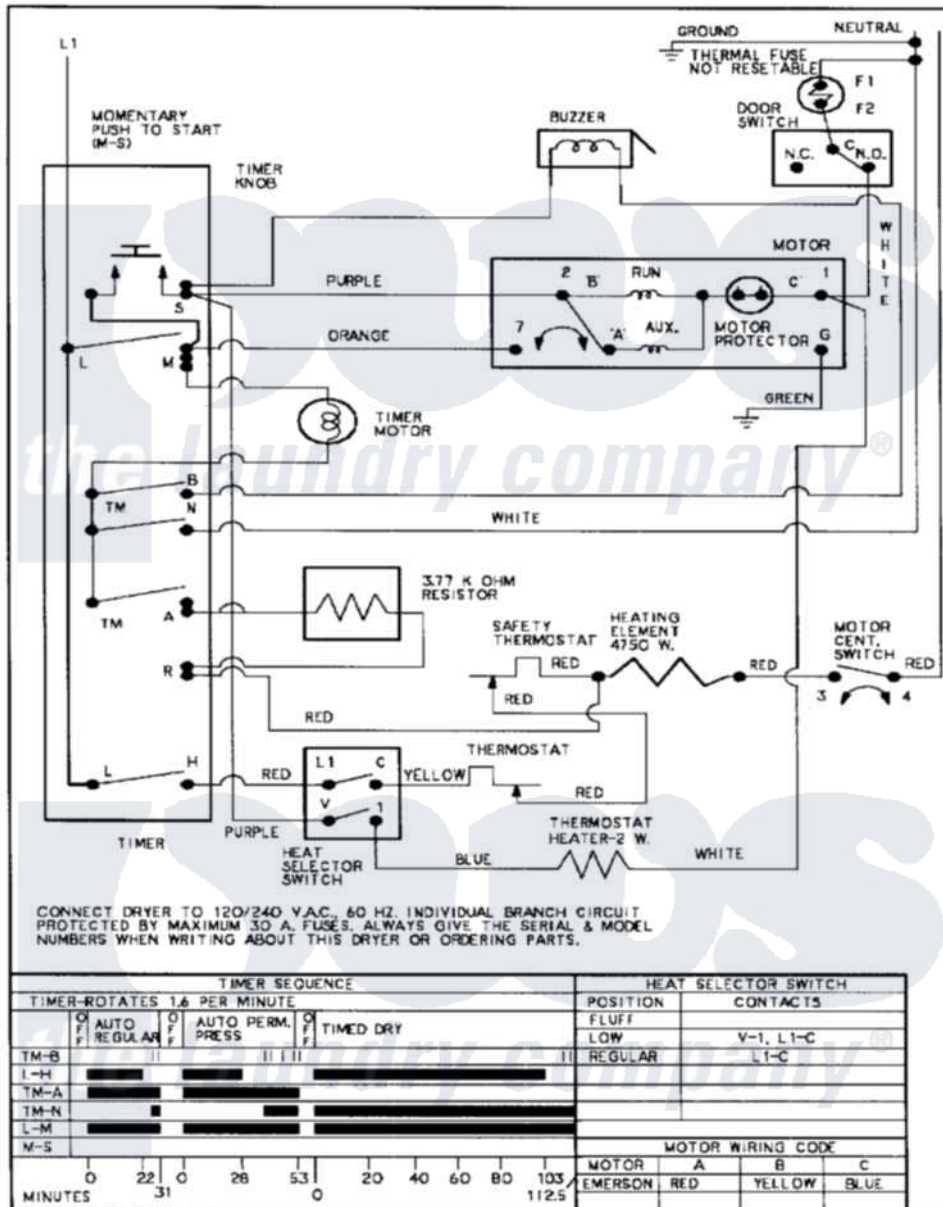 L1
GROUND
NEUTRAL
THERMAL FUSE
NOT RESETABLE
F1
F2
MOMENTARY
PUSH TO START
(M-S)
BUZZER
DOOR
SWITCH
TIMER
KNOB
N.C.
C
N.O.
WHITE
MOTOR
PURPLE
2
'B'
RUN
'C'
1
S
ORANGE
7
'A'
AUX.
MOTOR
PROTECTOR
G
L
M
GREEN
TIMER
MOTOR
the laundry company®
B
TM
N
WHITE
3.77 K OHM
RESISTOR
TM
A
SAFETY
THERMOSTAT
HEATING
ELEMENT
4750 W.
MOTOR
CENT.
SWITCH
RED
RED
RED
R
RED
3
4
RED
L
H
RED
L1
C
YELLOW
THERMOSTAT
RED
V
1
TIMER
PURPLE
HEAT
SELECTOR
SWITCH
BLUE
THERMOSTAT
HEATER-2 W.
WHITE
CONNECT DRYER TO 120/240 V.A.C., 60 HZ. INDIVIDUAL BRANCH CIRCUIT
PROTECTED BY MAXIMUM 30 A. FUSES. ALWAYS GIVE THE SERIAL & MODEL
NUMBERS WHEN WRITING ABOUT THIS DRYER OR ORDERING PARTS.
TIMER SEQUENCE
TIMER-ROTATES 1.6 PER MINUTE
OFF AUTO REGULAR OFF AUTO PERM. PRESS OFF TIMED DRY
TM-B
L-H
TM-A
TM-N
L-M
M-S
0 22 31 0 28 53 0 20 40 60 80 103 112.5
MINUTES
HEAT SELECTOR SWITCH
POSITION CONTACTS
FLUFF
LOW V-1, L1-C
REGULAR L1-C
the laundry company®
MOTOR WIRING CODE
MOTOR A B C
EMERSON RED YELLOW BLUE